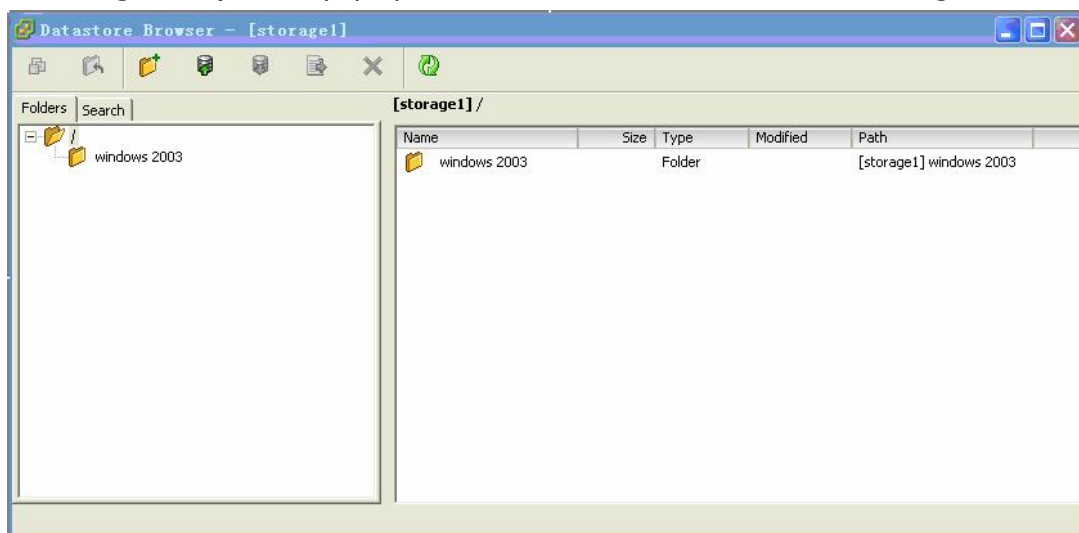 Datastore Browser - [storage1]
Folders Search
[storage1] /
/
windows 2003
Name Size Type Modified Path
windows 2003 Folder [storage1] windows 2003